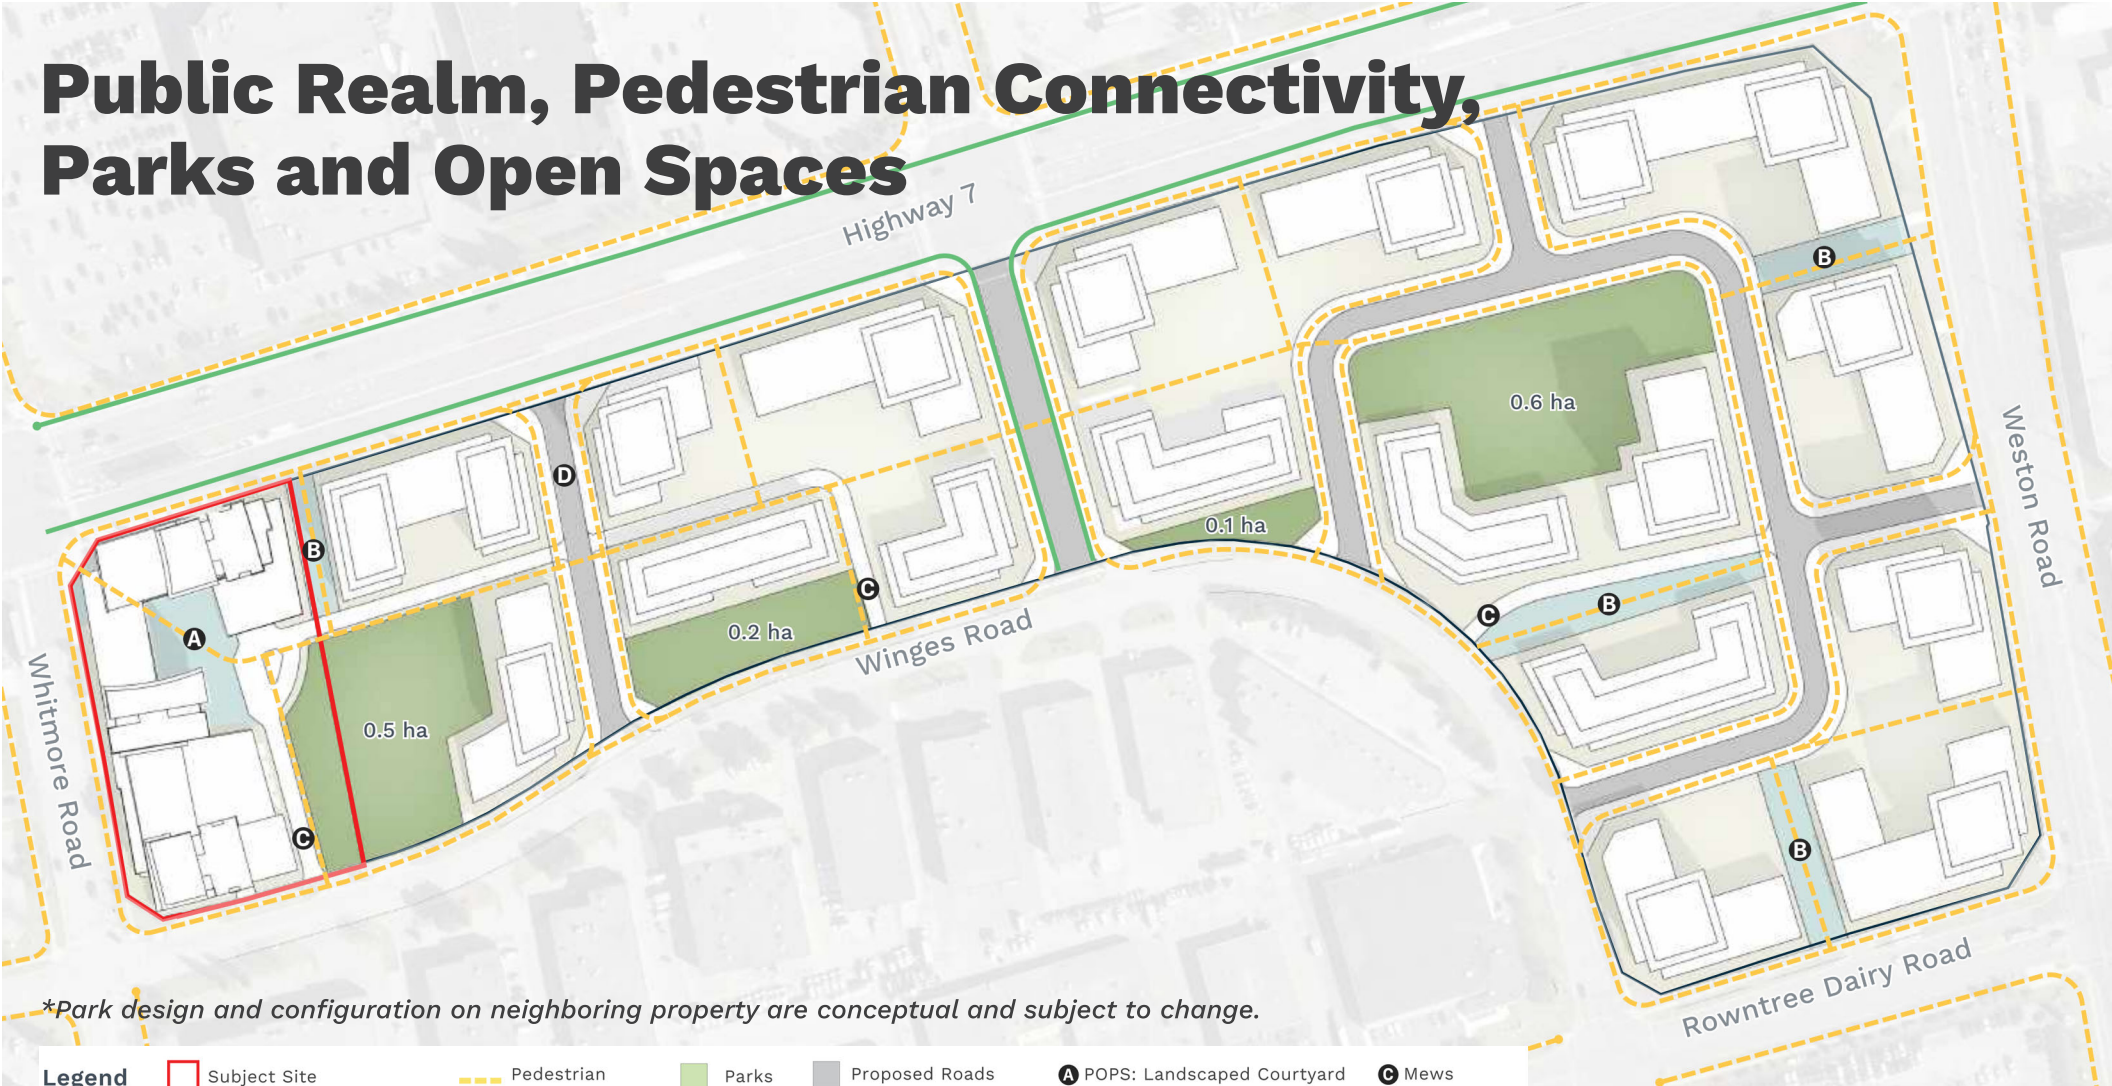 Public Realm, Pedestrian Connectivity,
Parks and Open Spaces
Highway 7
B
D
0.6 ha
Weston Road
B
0.1 ha
A
0.2 ha
C
C
B
Winges Road
Whitmore Road
0.5 ha
C
B
Rowntree Dairy Road
*Park design and configuration on neighboring property are conceptual and subject to change.
Legend
Subject Site
Pedestrian
Parks
Proposed Roads
A POPS: Landscaped Courtyard
C Mews